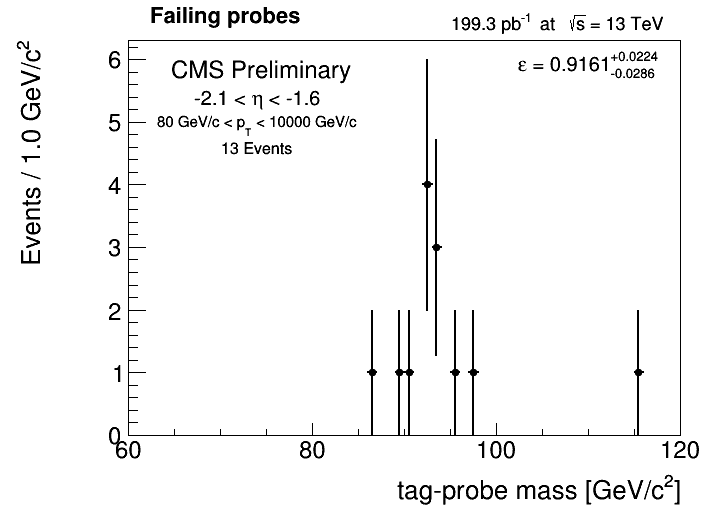 Failing probes
199.3 pb⁻¹ at √s = 13 TeV
CMS Preliminary
ε = 0.9161 +0.0224 -0.0286
-2.1 < η < -1.6
80 GeV/c < p_T < 10000 GeV/c
13 Events
Events / 1.0 GeV/c²
6
5
4
3
2
1
0
60 80 100 120
tag-probe mass [GeV/c²]